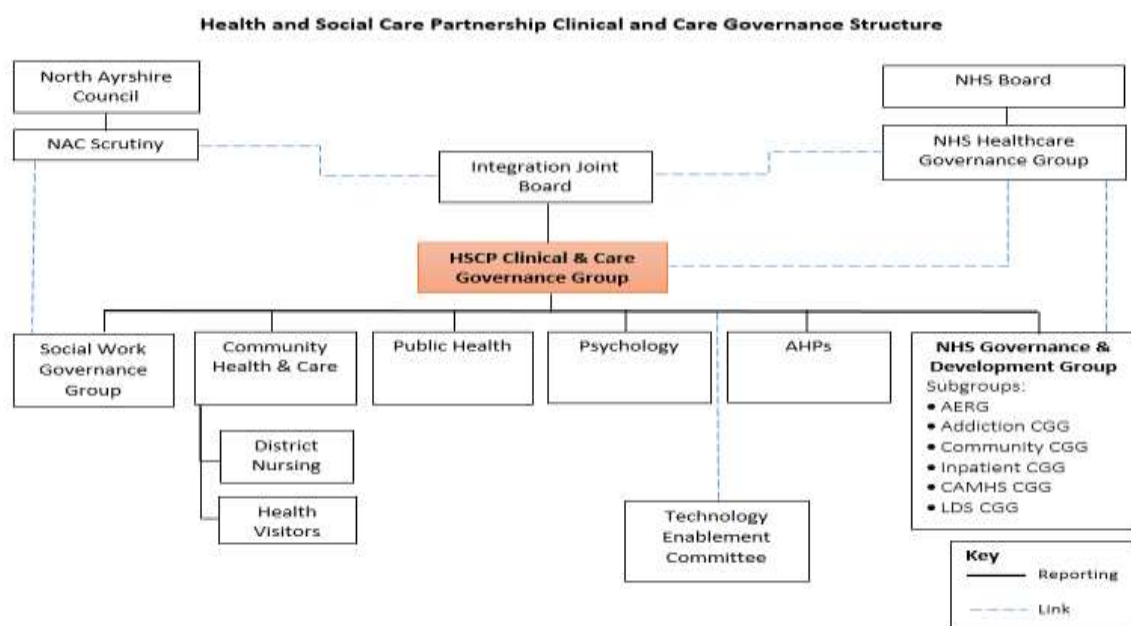 Health and Social Care Partnership Clinical and Care Governance Structure
North Ayrshire
Council
NAC Scrutiny
NHS Board
NHS Healthcare
Governance Group
Integration Joint
Board
HSCP Clinical & Care
Governance Group
Social Work
Governance
Group
Community
Health & Care
Public Health
Psychology
AHPs
NHS Governance &
Development Group
Subgroups:
• AERG
• Addiction CGG
• Community CGG
• Inpatient CGG
• CAMHS CGG
• LDS CGG
District
Nursing
Health
Visitors
Technology
Enablement
Committee
Key
Reporting
Link